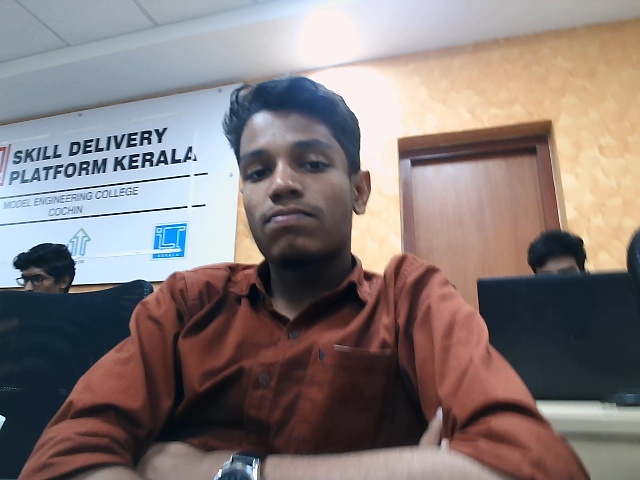 SKILL DELIVERY
PLATFORM KERALA
MODEL ENGINEERING COLLEGE
COCHIN